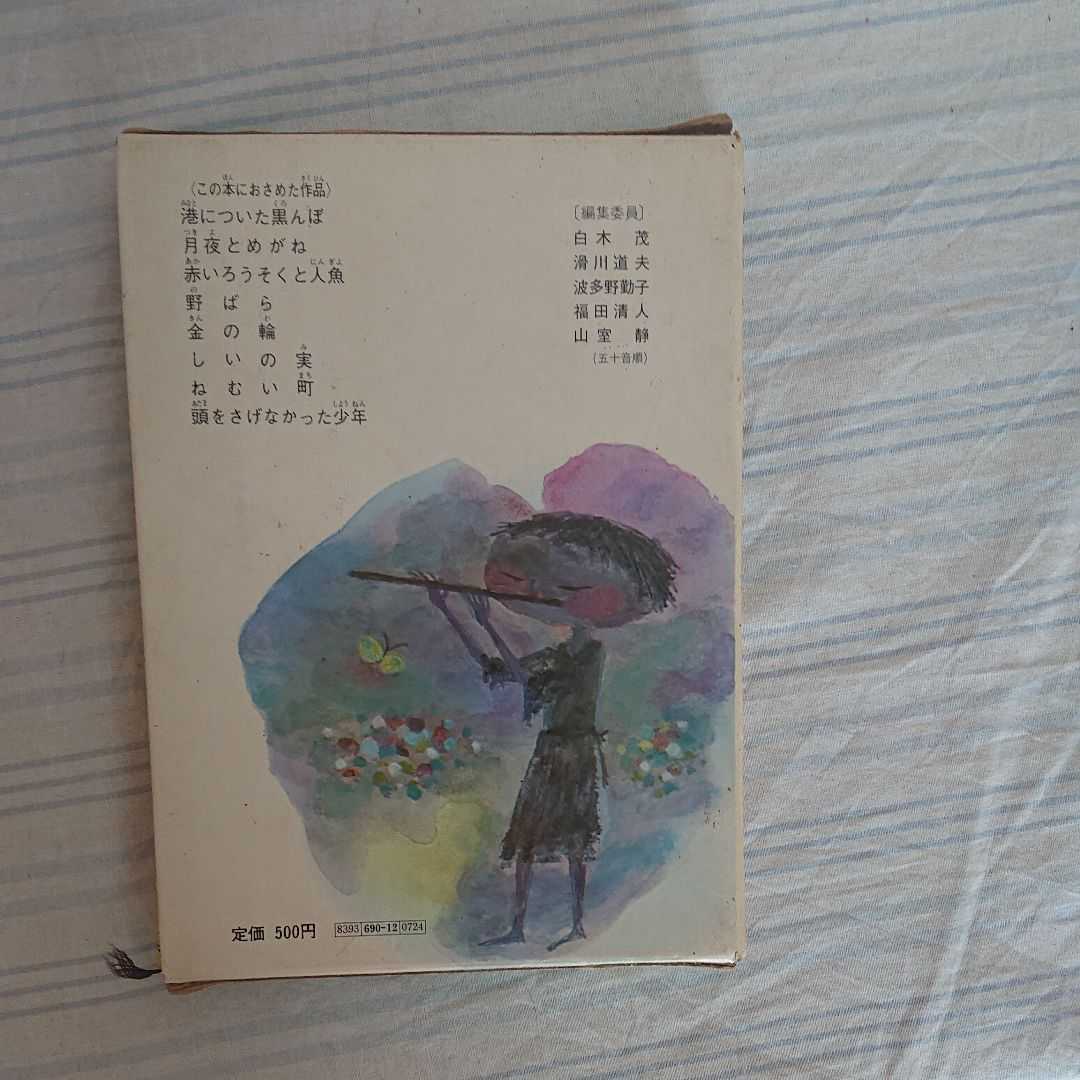 〈この本におさめた作品〉
港についた黒んぼ
月夜とめがね
赤いろうそくと人魚
野ばら
金の輪
しいの実
ねむい町
頭をさげなかった少年
〔編集委員〕
白木 茂
滑川道夫
波多野勤子
福田清人
山室 静
(五十音順)
定価 500円 8393 690-12 0724